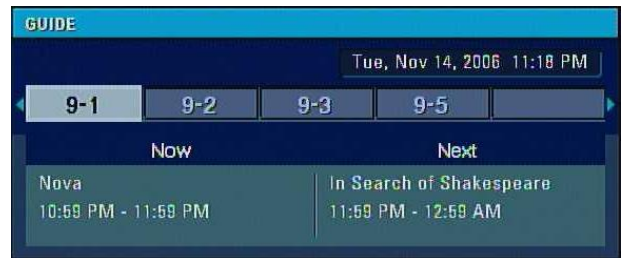 GUIDE
Tue, Nov 14, 2006 11:18 PM
9-1 9-2 9-3 9-5
Now Next
Nova In Search of Shakespeare
10:59 PM - 11:59 PM 11:59 PM - 12:59 AM